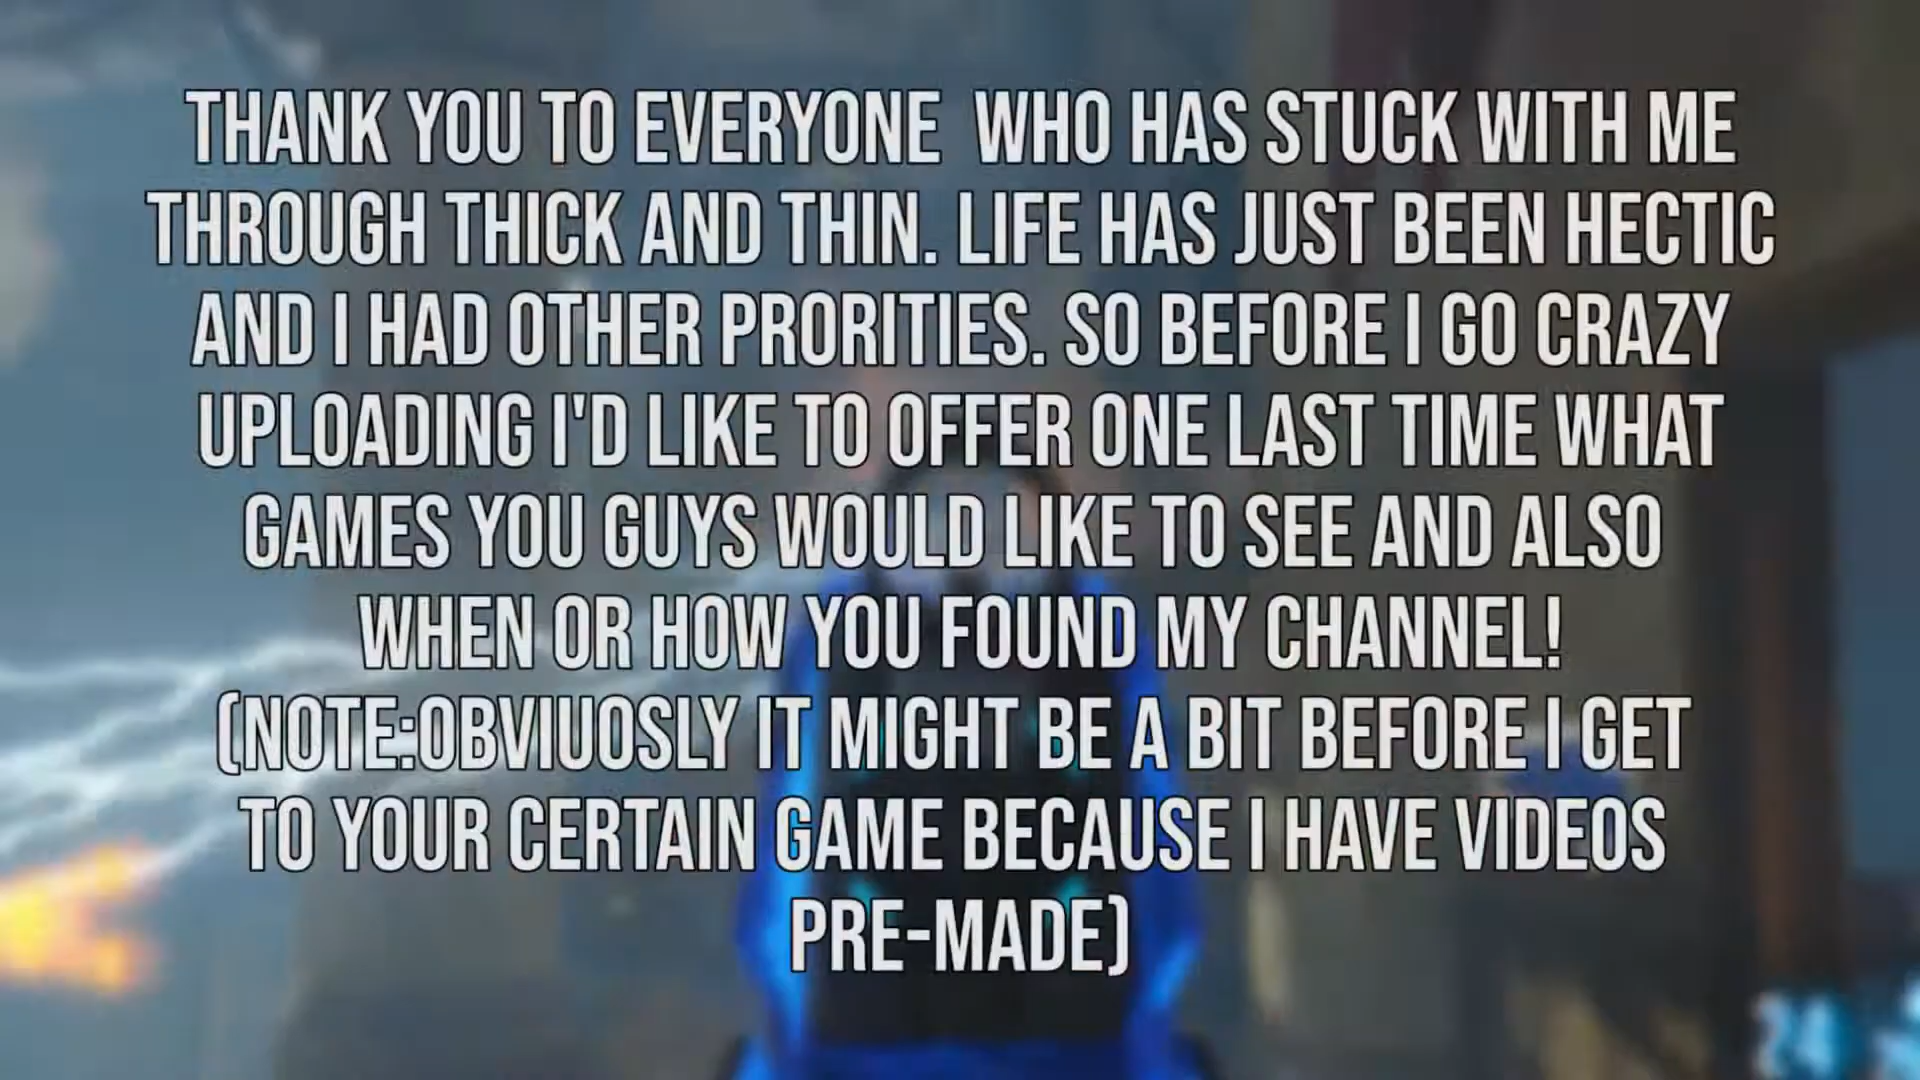 THANK YOU TO EVERYONE  WHO HAS STUCK WITH ME
THROUGH THICK AND THIN. LIFE HAS JUST BEEN HECTIC
AND I HAD OTHER PRORITIES. SO BEFORE I GO CRAZY
UPLOADING I'D LIKE TO OFFER ONE LAST TIME WHAT
GAMES YOU GUYS WOULD LIKE TO SEE AND ALSO
WHEN OR HOW YOU FOUND MY CHANNEL!
(NOTE:OBVIUOSLY IT MIGHT BE A BIT BEFORE I GET
TO YOUR CERTAIN GAME BECAUSE I HAVE VIDEOS
PRE-MADE)
24